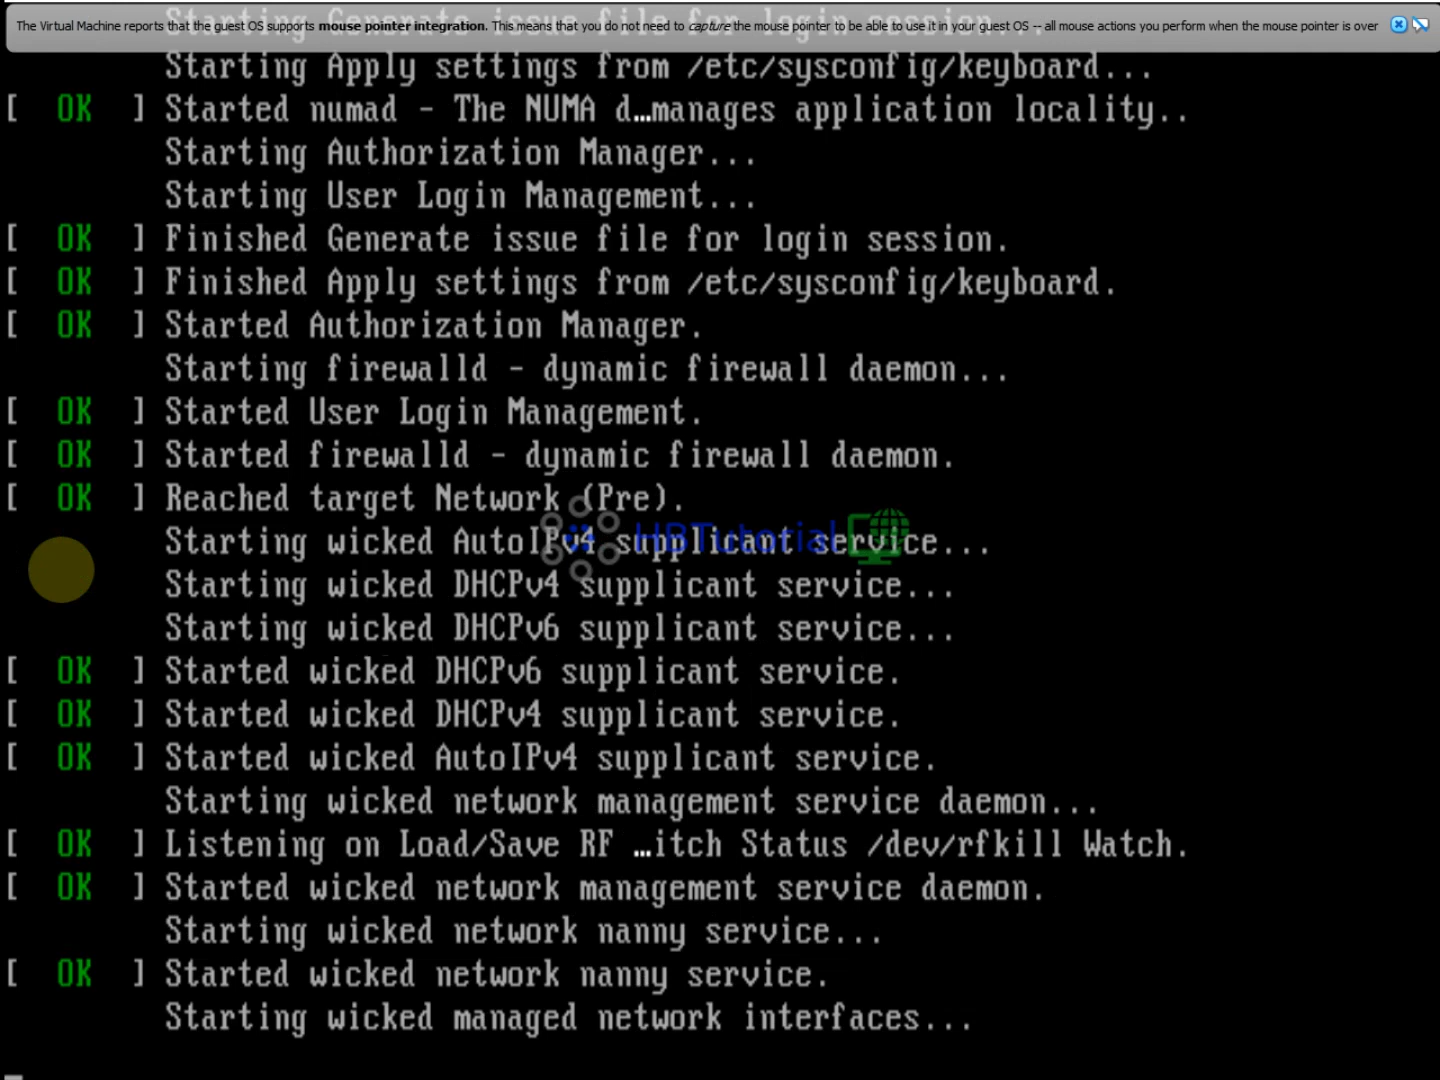 Starting Generate issue file for login session...
The Virtual Machine reports that the guest OS supports mouse pointer integration. This means that you do not need to capture the mouse pointer to be able to use it in your guest OS -- all mouse actions you perform when the mouse pointer is over
Starting Apply settings from /etc/sysconfig/keyboard...
[ OK ] Started numad - The NUMA d…manages application locality..
Starting Authorization Manager...
Starting User Login Management...
[ OK ] Finished Generate issue file for login session.
[ OK ] Finished Apply settings from /etc/sysconfig/keyboard.
[ OK ] Started Authorization Manager.
Starting firewalld - dynamic firewall daemon...
[ OK ] Started User Login Management.
[ OK ] Started firewalld - dynamic firewall daemon.
[ OK ] Reached target Network (Pre).
Starting wicked AutoIPv4 supplicant service...
HBTutorial
Starting wicked DHCPv4 supplicant service...
Starting wicked DHCPv6 supplicant service...
[ OK ] Started wicked DHCPv6 supplicant service.
[ OK ] Started wicked DHCPv4 supplicant service.
[ OK ] Started wicked AutoIPv4 supplicant service.
Starting wicked network management service daemon...
[ OK ] Listening on Load/Save RF …itch Status /dev/rfkill Watch.
[ OK ] Started wicked network management service daemon.
Starting wicked network nanny service...
[ OK ] Started wicked network nanny service.
Starting wicked managed network interfaces...